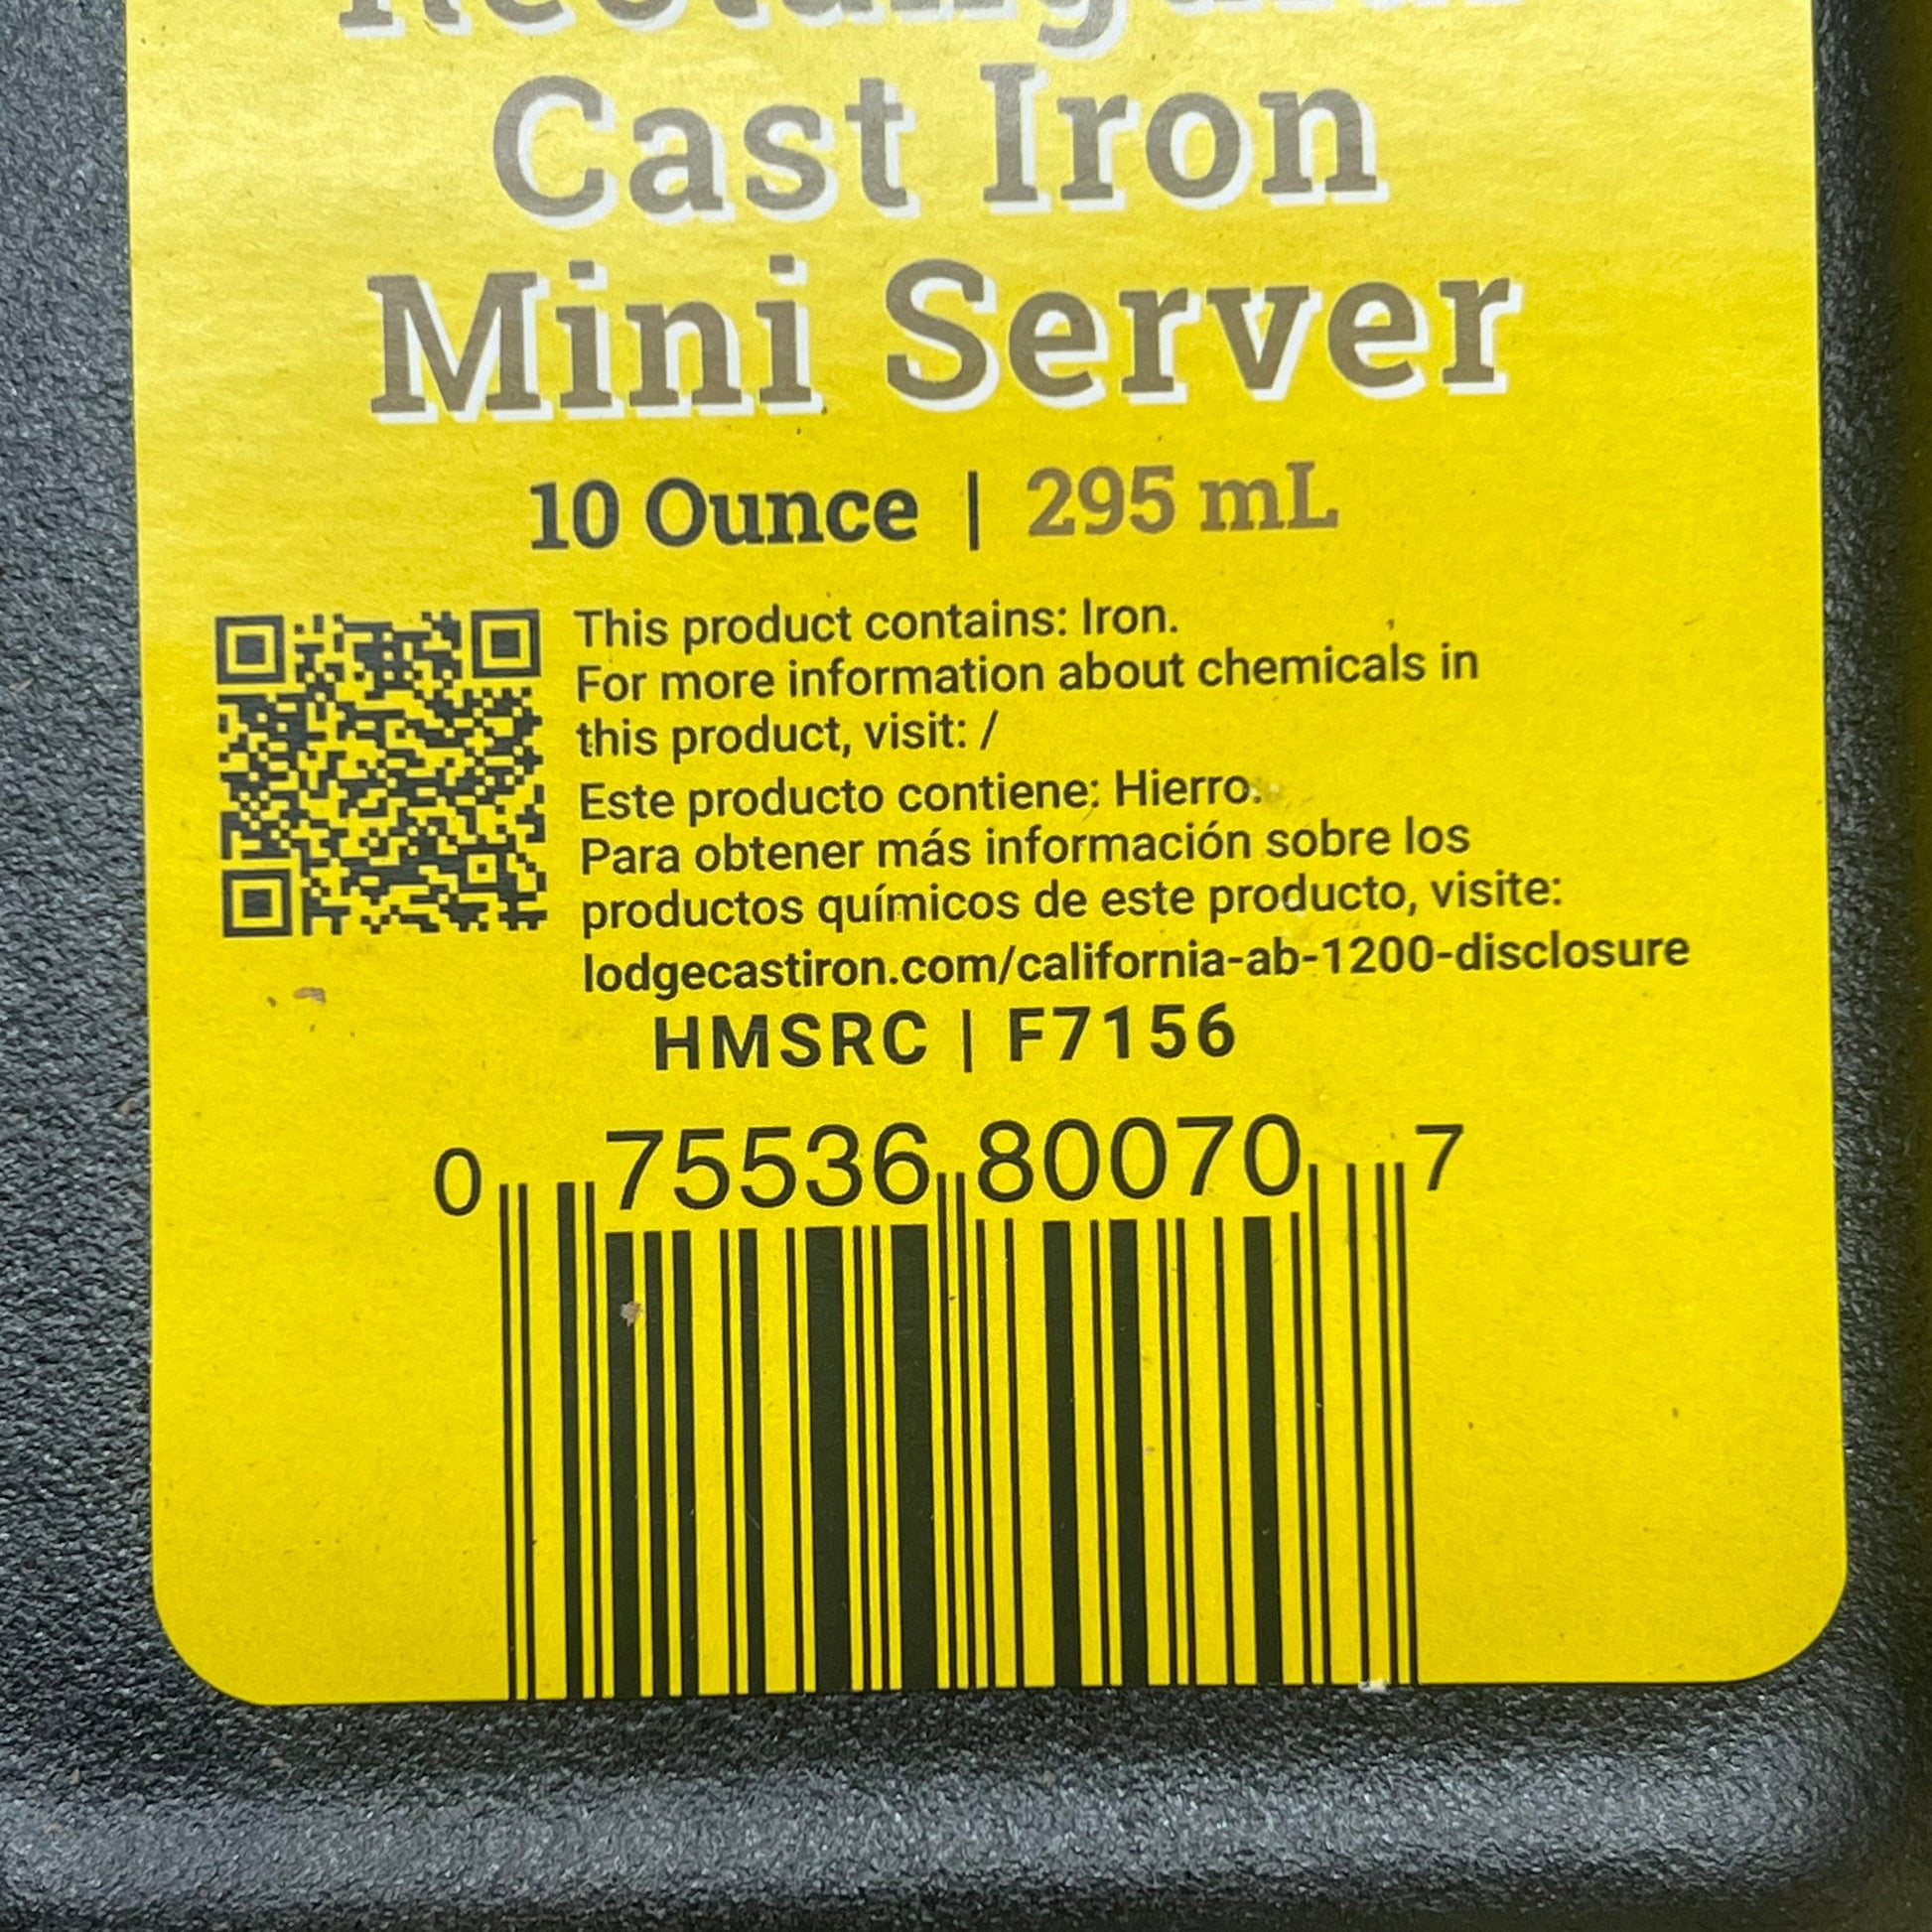 Rectangular
Cast Iron
Mini Server
10 Ounce | 295 mL
This product contains: Iron.
For more information about chemicals in
this product, visit: /
Este producto contiene: Hierro.
Para obtener más información sobre los
productos químicos de este producto, visite:
lodgecastiron.com/california-ab-1200-disclosure
HMSRC | F7156
0 75536 80070 7